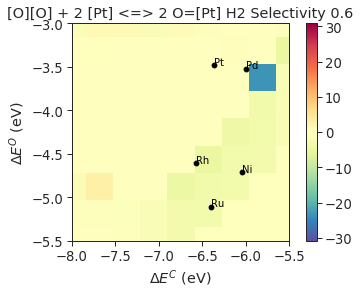 [O][O] + 2 [Pt] <=> 2 O=[Pt] H2 Selectivity 0.6
−3.0
−3.5
−4.0
−4.5
−5.0
−5.5
ΔE^O (eV)
Pt
Pd
Rh
Ni
Ru
−8.0 −7.5 −7.0 −6.5 −6.0 −5.5
ΔE^C (eV)
30
20
10
0
−10
−20
−30